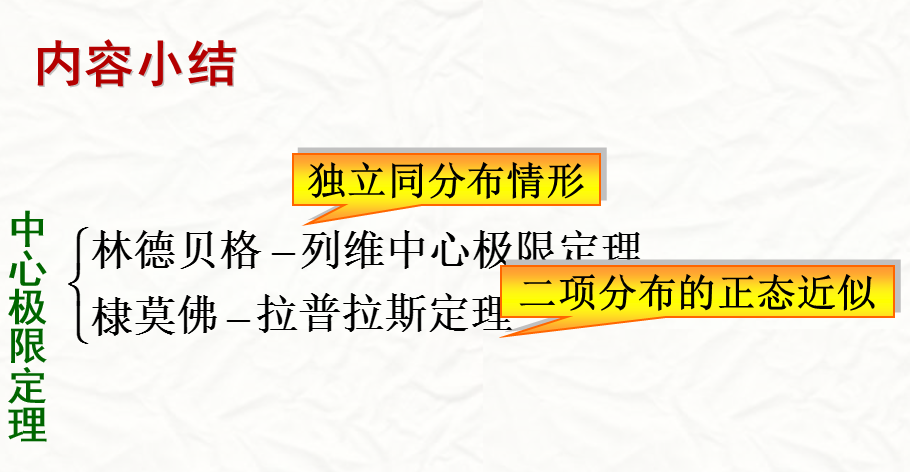 内容小结
独立同分布情形
中心极限定理
林德贝格–列维中心极限定理
棣莫佛–拉普拉斯定理
二项分布的正态近似